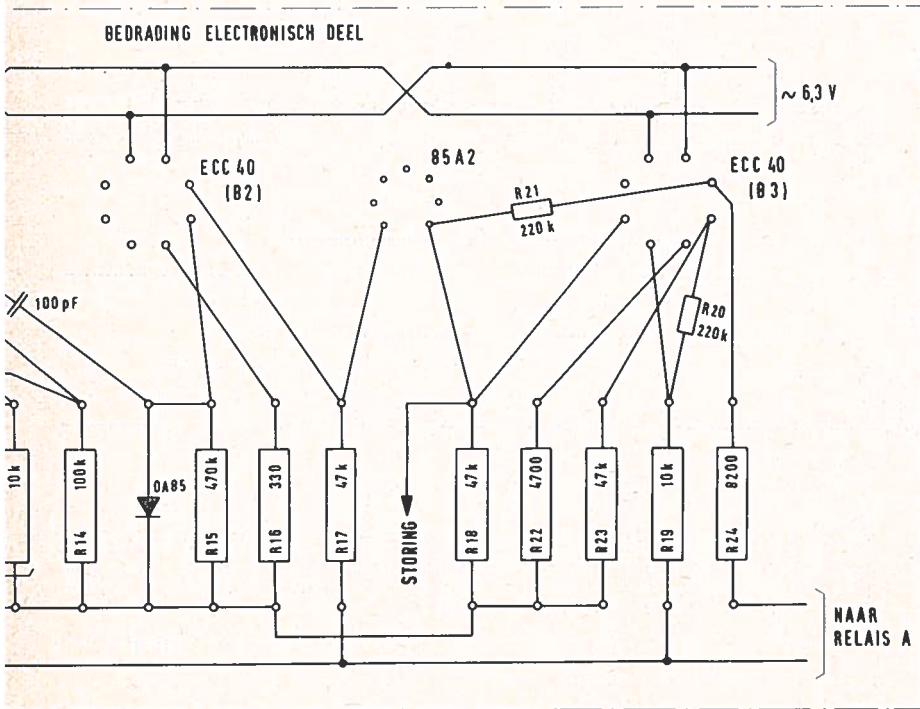 BEDRADING ELECTRONISCH DEEL
~ 6,3 V
ECC 40
(B2)
85A2
ECC 40
(B3)
R21
220 k
100 pF
R20
220k
10k
100k
R14
OA85
470k
R15
330
R16
47k
R17
STORING
47k
R18
4700
R22
47k
R23
10k
R19
8200
R24
NAAR
RELAIS A